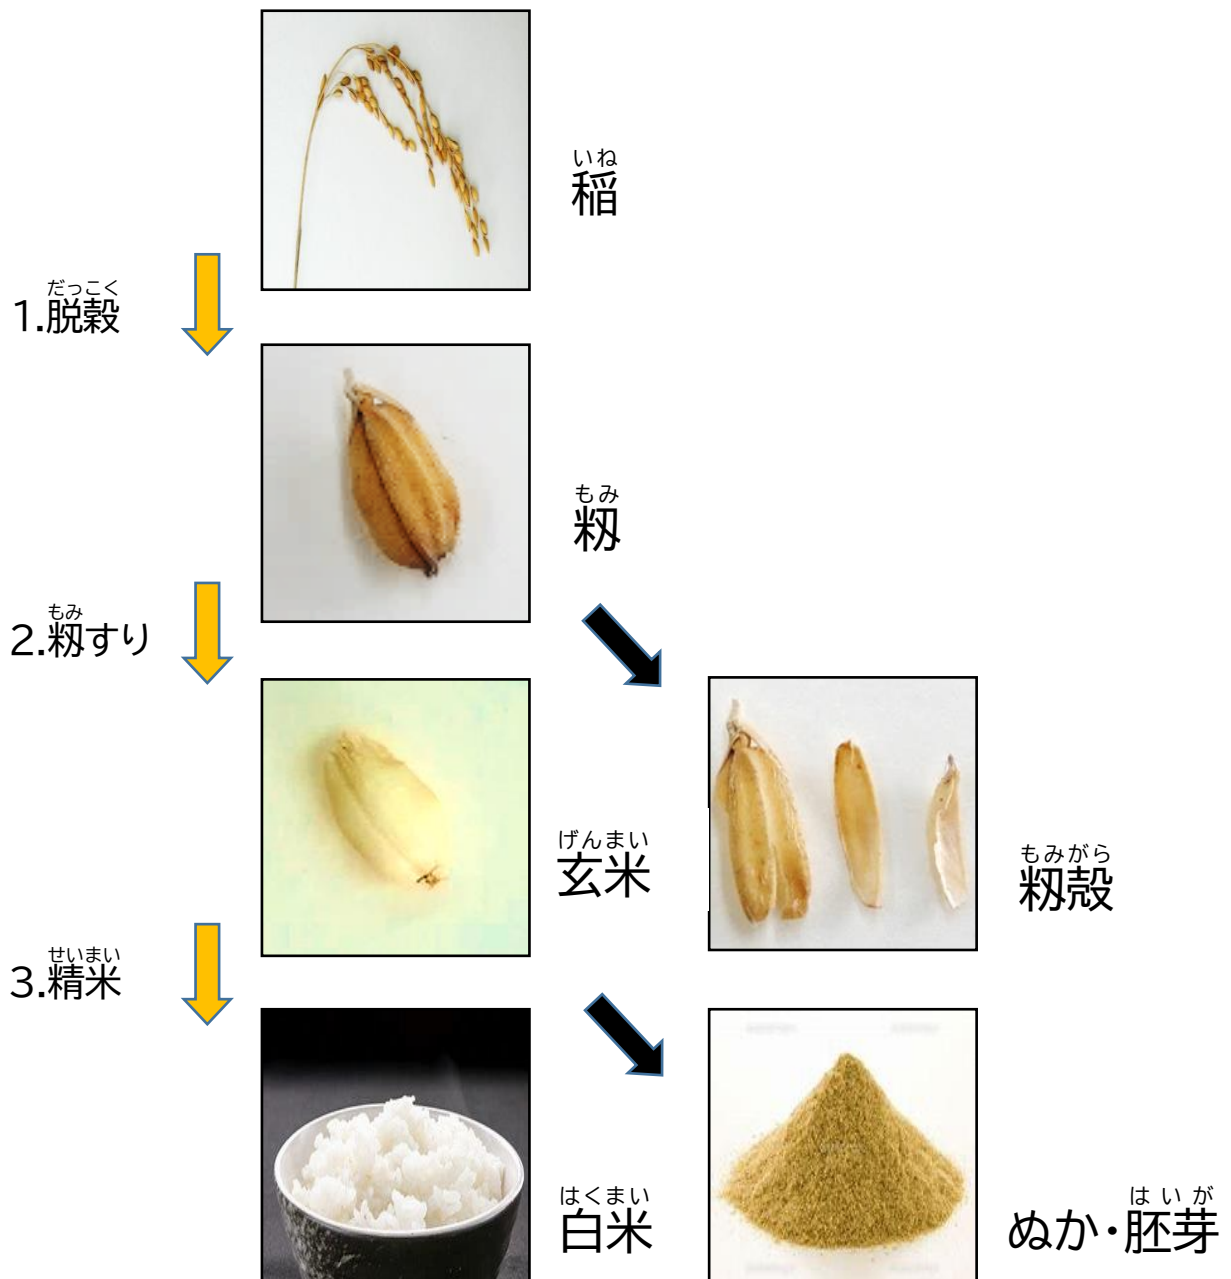 いね
稲
だっこく
1.脱穀
もみ
籾
もみ
2.籾すり
げんまい
玄米
もみがら
籾殻
せいまい
3.精米
はくまい
白米
はいが
ぬか・胚芽